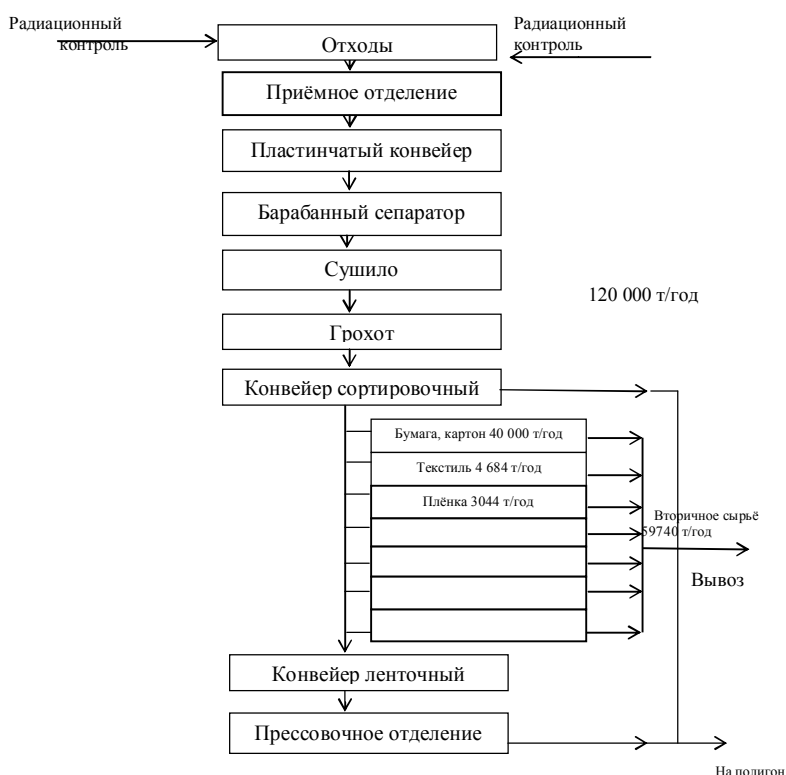 Радиационный
контроль
Отходы
Радиационный
контроль
Приёмное отделение
Пластинчатый конвейер
Барабанный сепаратор
Сушило
120 000 т/год
Грохот
Конвейер сортировочный
Бумага, картон 40 000 т/год
Текстиль 4 684 т/год
Плёнка 3044 т/год
Вторичное сырьё
59740 т/год
Вывоз
Конвейер ленточный
Прессовочное отделение
На полигон